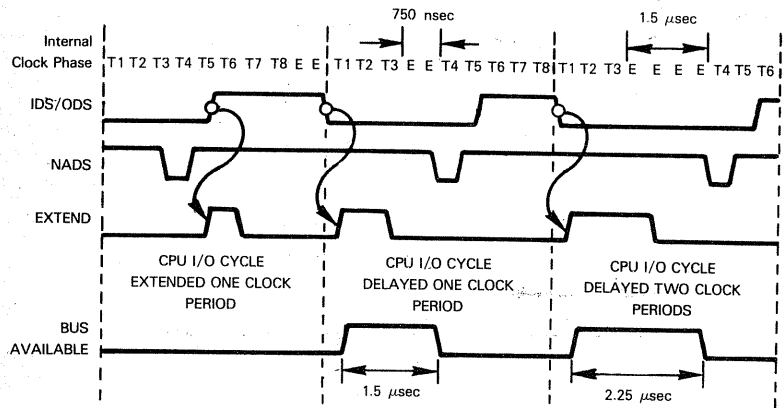 750 nsec
1.5 μsec
Internal
Clock Phase T1 T2 T3 T4 T5 T6 T7 T8 E E T1 T2 T3 E E T4 T5 T6 T7 T8 T1 T2 T3 E E E E T4 T5 T6
IDS/ODS
NADS
EXTEND
CPU I/O CYCLE
EXTENDED ONE CLOCK
PERIOD
CPU I/O CYCLE
DELAYED ONE CLOCK
PERIOD
CPU I/O CYCLE
DELAYED TWO CLOCK
PERIODS
BUS
AVAILABLE
1.5 μsec
2.25 μsec